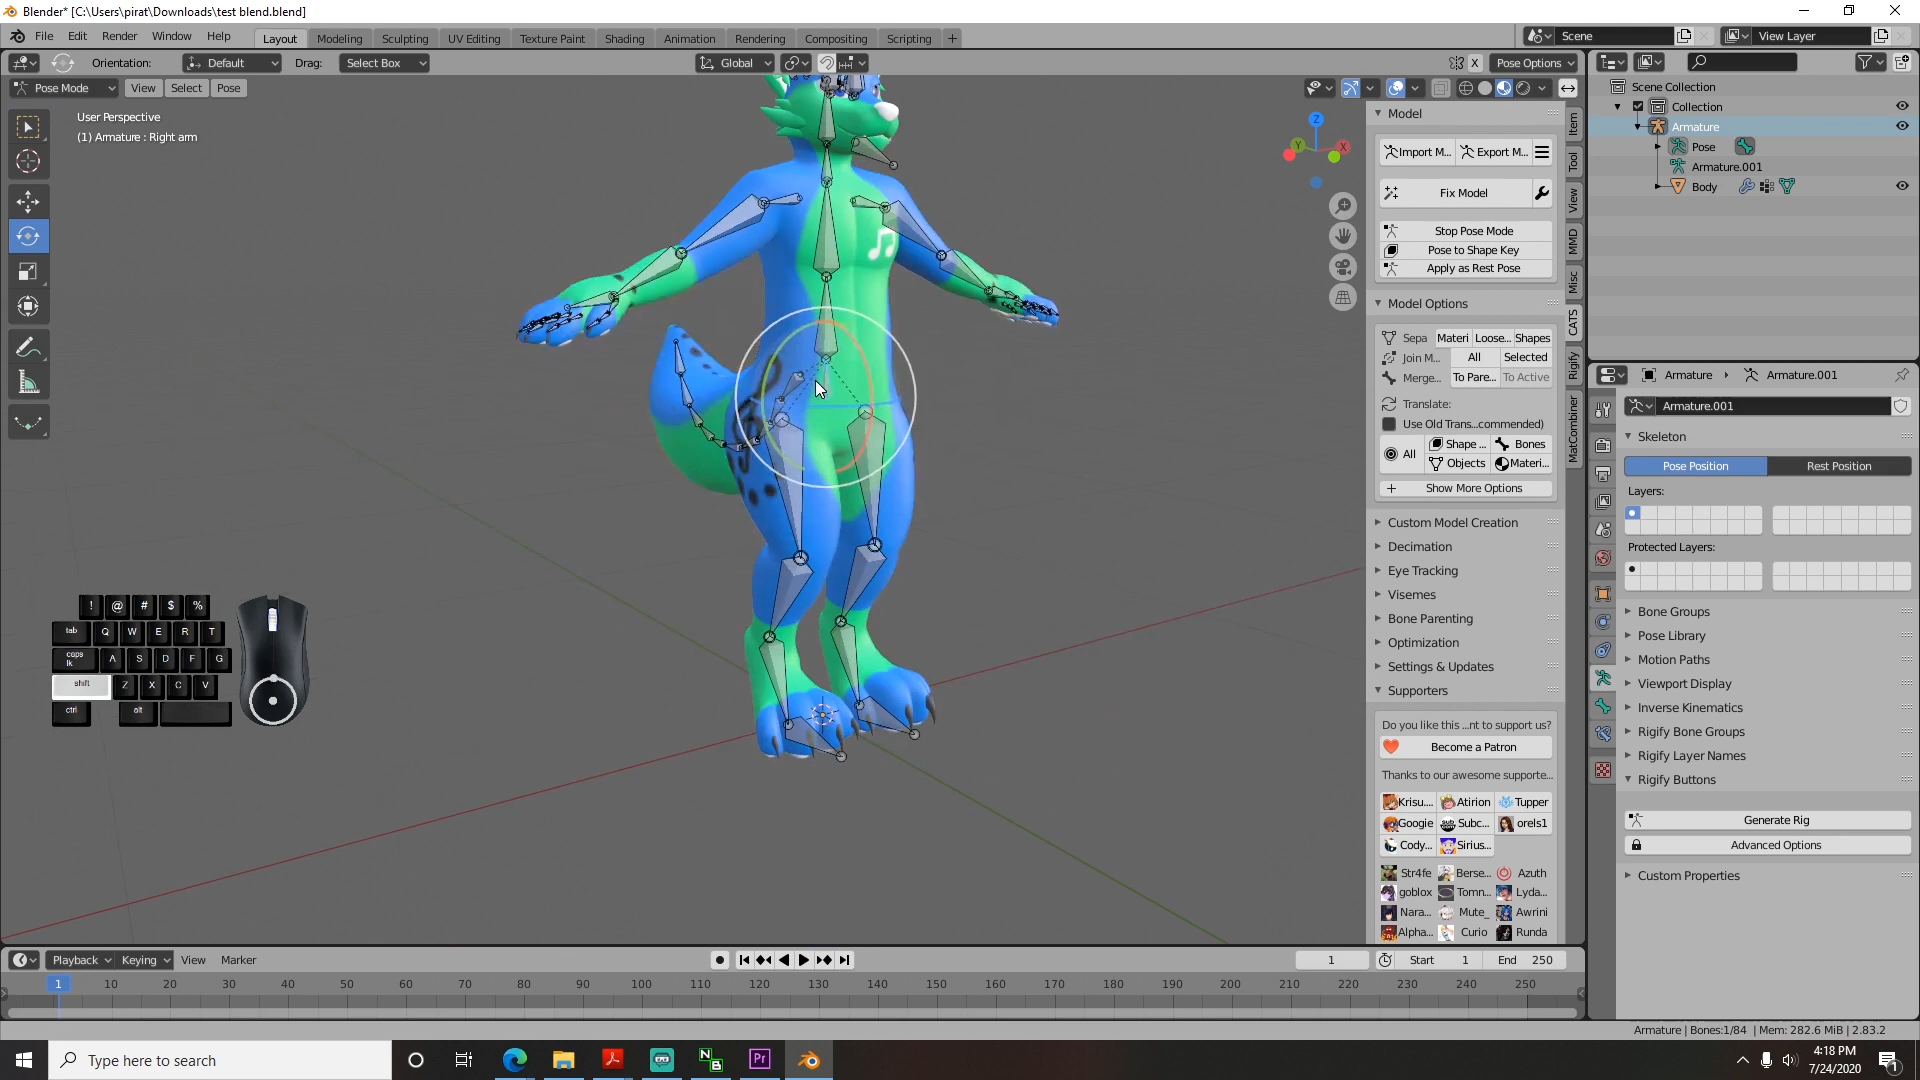 Blender* [C:\Users\pirat\Downloads\test blend.blend]
File Edit Render Window Help
Layout Modeling Sculpting UV Editing Texture Paint Shading Animation Rendering Compositing Scripting +
Scene
View Layer
Orientation: Default Drag: Select Box
Global
X Pose Options
Pose Mode View Select Pose
User Perspective
(1) Armature : Right arm
Z
Y
X
Item
Tool
View
MMD
Misc
CATS
Rigify
MatCombiner
Model
Import M... Export M...
Fix Model
Stop Pose Mode
Pose to Shape Key
Apply as Rest Pose
Model Options
Sepa Materi Loose... Shapes
Join M... All Selected
Merge... To Pare... To Active
Translate:
Use Old Trans...commended)
All Shape ... Bones
Objects Materi...
+ Show More Options
Custom Model Creation
Decimation
Eye Tracking
Visemes
Bone Parenting
Optimization
Settings & Updates
Supporters
Do you like this ...nt to support us?
Become a Patron
Thanks to our awesome supporte...
Krisu.... Atirion Tupper
Googie Subc... orels1
Cody... Sirius...
Str4fe Berse... Azuth
goblox Tomn... Lyda...
Nara... Mute_ Awrini
Alpha... Curio Runda
Scene Collection
Collection
Armature
Pose
Armature.001
Body
Armature Armature.001
Armature.001
Skeleton
Pose Position Rest Position
Layers:
Protected Layers:
Bone Groups
Pose Library
Motion Paths
Viewport Display
Inverse Kinematics
Rigify Bone Groups
Rigify Layer Names
Rigify Buttons
Generate Rig
Advanced Options
Custom Properties
! @ # $ %
tab Q W E R T
caps lk A S D F G
shift Z X C V
ctrl alt
Playback Keying View Marker
1 Start 1 End 250
1 10 20 30 40 50 60 70 80 90 100 110 120 130 140 150 160 170 180 190 200 210 220 230 240 250
Armature | Bones:1/84 | Mem: 282.6 MiB | 2.83.2
Type here to search
N
B
Pr
4:18 PM
7/24/2020
1